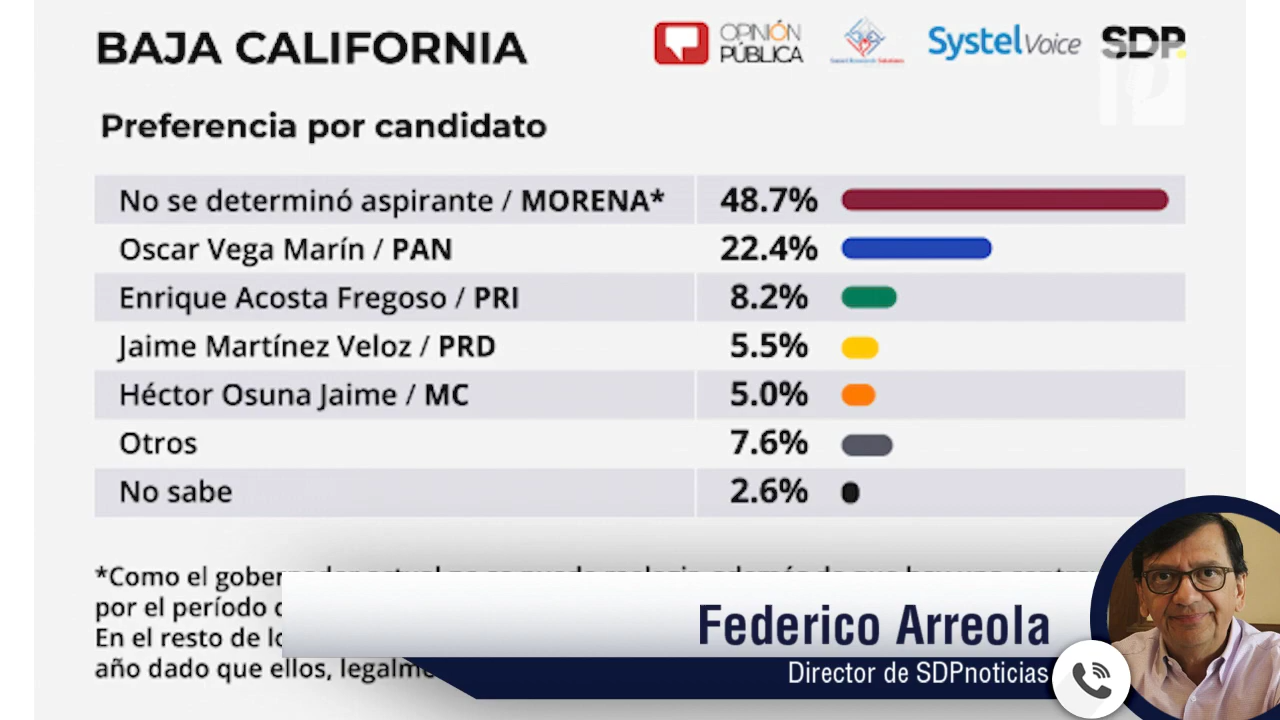 BAJA CALIFORNIA
OPINIÓN
PÚBLICA
SystelVoice
SDP
Preferencia por candidato
No se determinó aspirante / MORENA* 48.7%
Oscar Vega Marín / PAN 22.4%
Enrique Acosta Fregoso / PRI 8.2%
Jaime Martínez Veloz / PRD 5.5%
Héctor Osuna Jaime / MC 5.0%
Otros 7.6%
No sabe 2.6%
*Como el
por el período
En el resto de
año dado que ellos,
Federico Arreola
Director de SDPnoticias